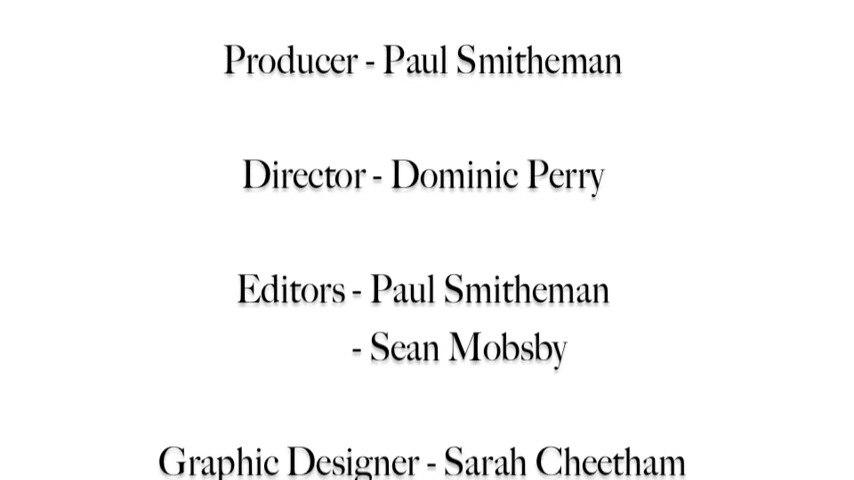 Producer - Paul Smitheman
Director - Dominic Perry
Editors - Paul Smitheman
- Sean Mobsby
Graphic Designer - Sarah Cheetham